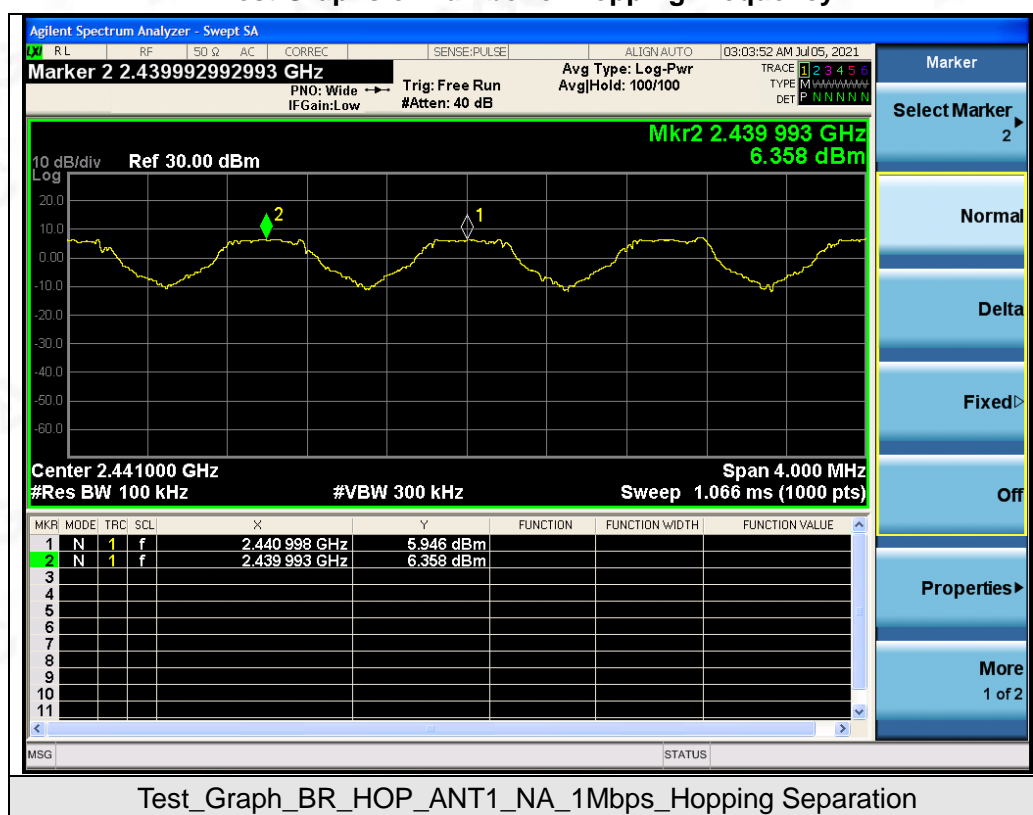 Agilent Spectrum Analyzer - Swept SA
LXI RL RF 50 Ω AC CORREC SENSE:PULSE ALIGN AUTO 03:03:52 AM Jul 05, 2021
Marker 2 2.439992992993 GHz
PNO: Wide
IFGain:Low
Trig: Free Run
#Atten: 40 dB
Avg Type: Log-Pwr
Avg|Hold: 100/100
TRACE 1 2 3 4 5 6
TYPE M WWWWW
DET P N N N N N
Mkr2 2.439 993 GHz
6.358 dBm
10 dB/div Ref 30.00 dBm
Log
20.0
10.0
0.00
-10.0
-20.0
-30.0
-40.0
-50.0
-60.0
2
1
Center 2.441000 GHz Span 4.000 MHz
#Res BW 100 kHz #VBW 300 kHz Sweep 1.066 ms (1000 pts)
MKR MODE TRC SCL X Y FUNCTION FUNCTION WIDTH FUNCTION VALUE
1 N 1 f 2.440 998 GHz 5.946 dBm
2 N 1 f 2.439 993 GHz 6.358 dBm
3
4
5
6
7
8
9
10
11
MSG STATUS
Marker
Select Marker
2
Normal
Delta
Fixed
Off
Properties
More
1 of 2
Test_Graph_BR_HOP_ANT1_NA_1Mbps_Hopping Separation